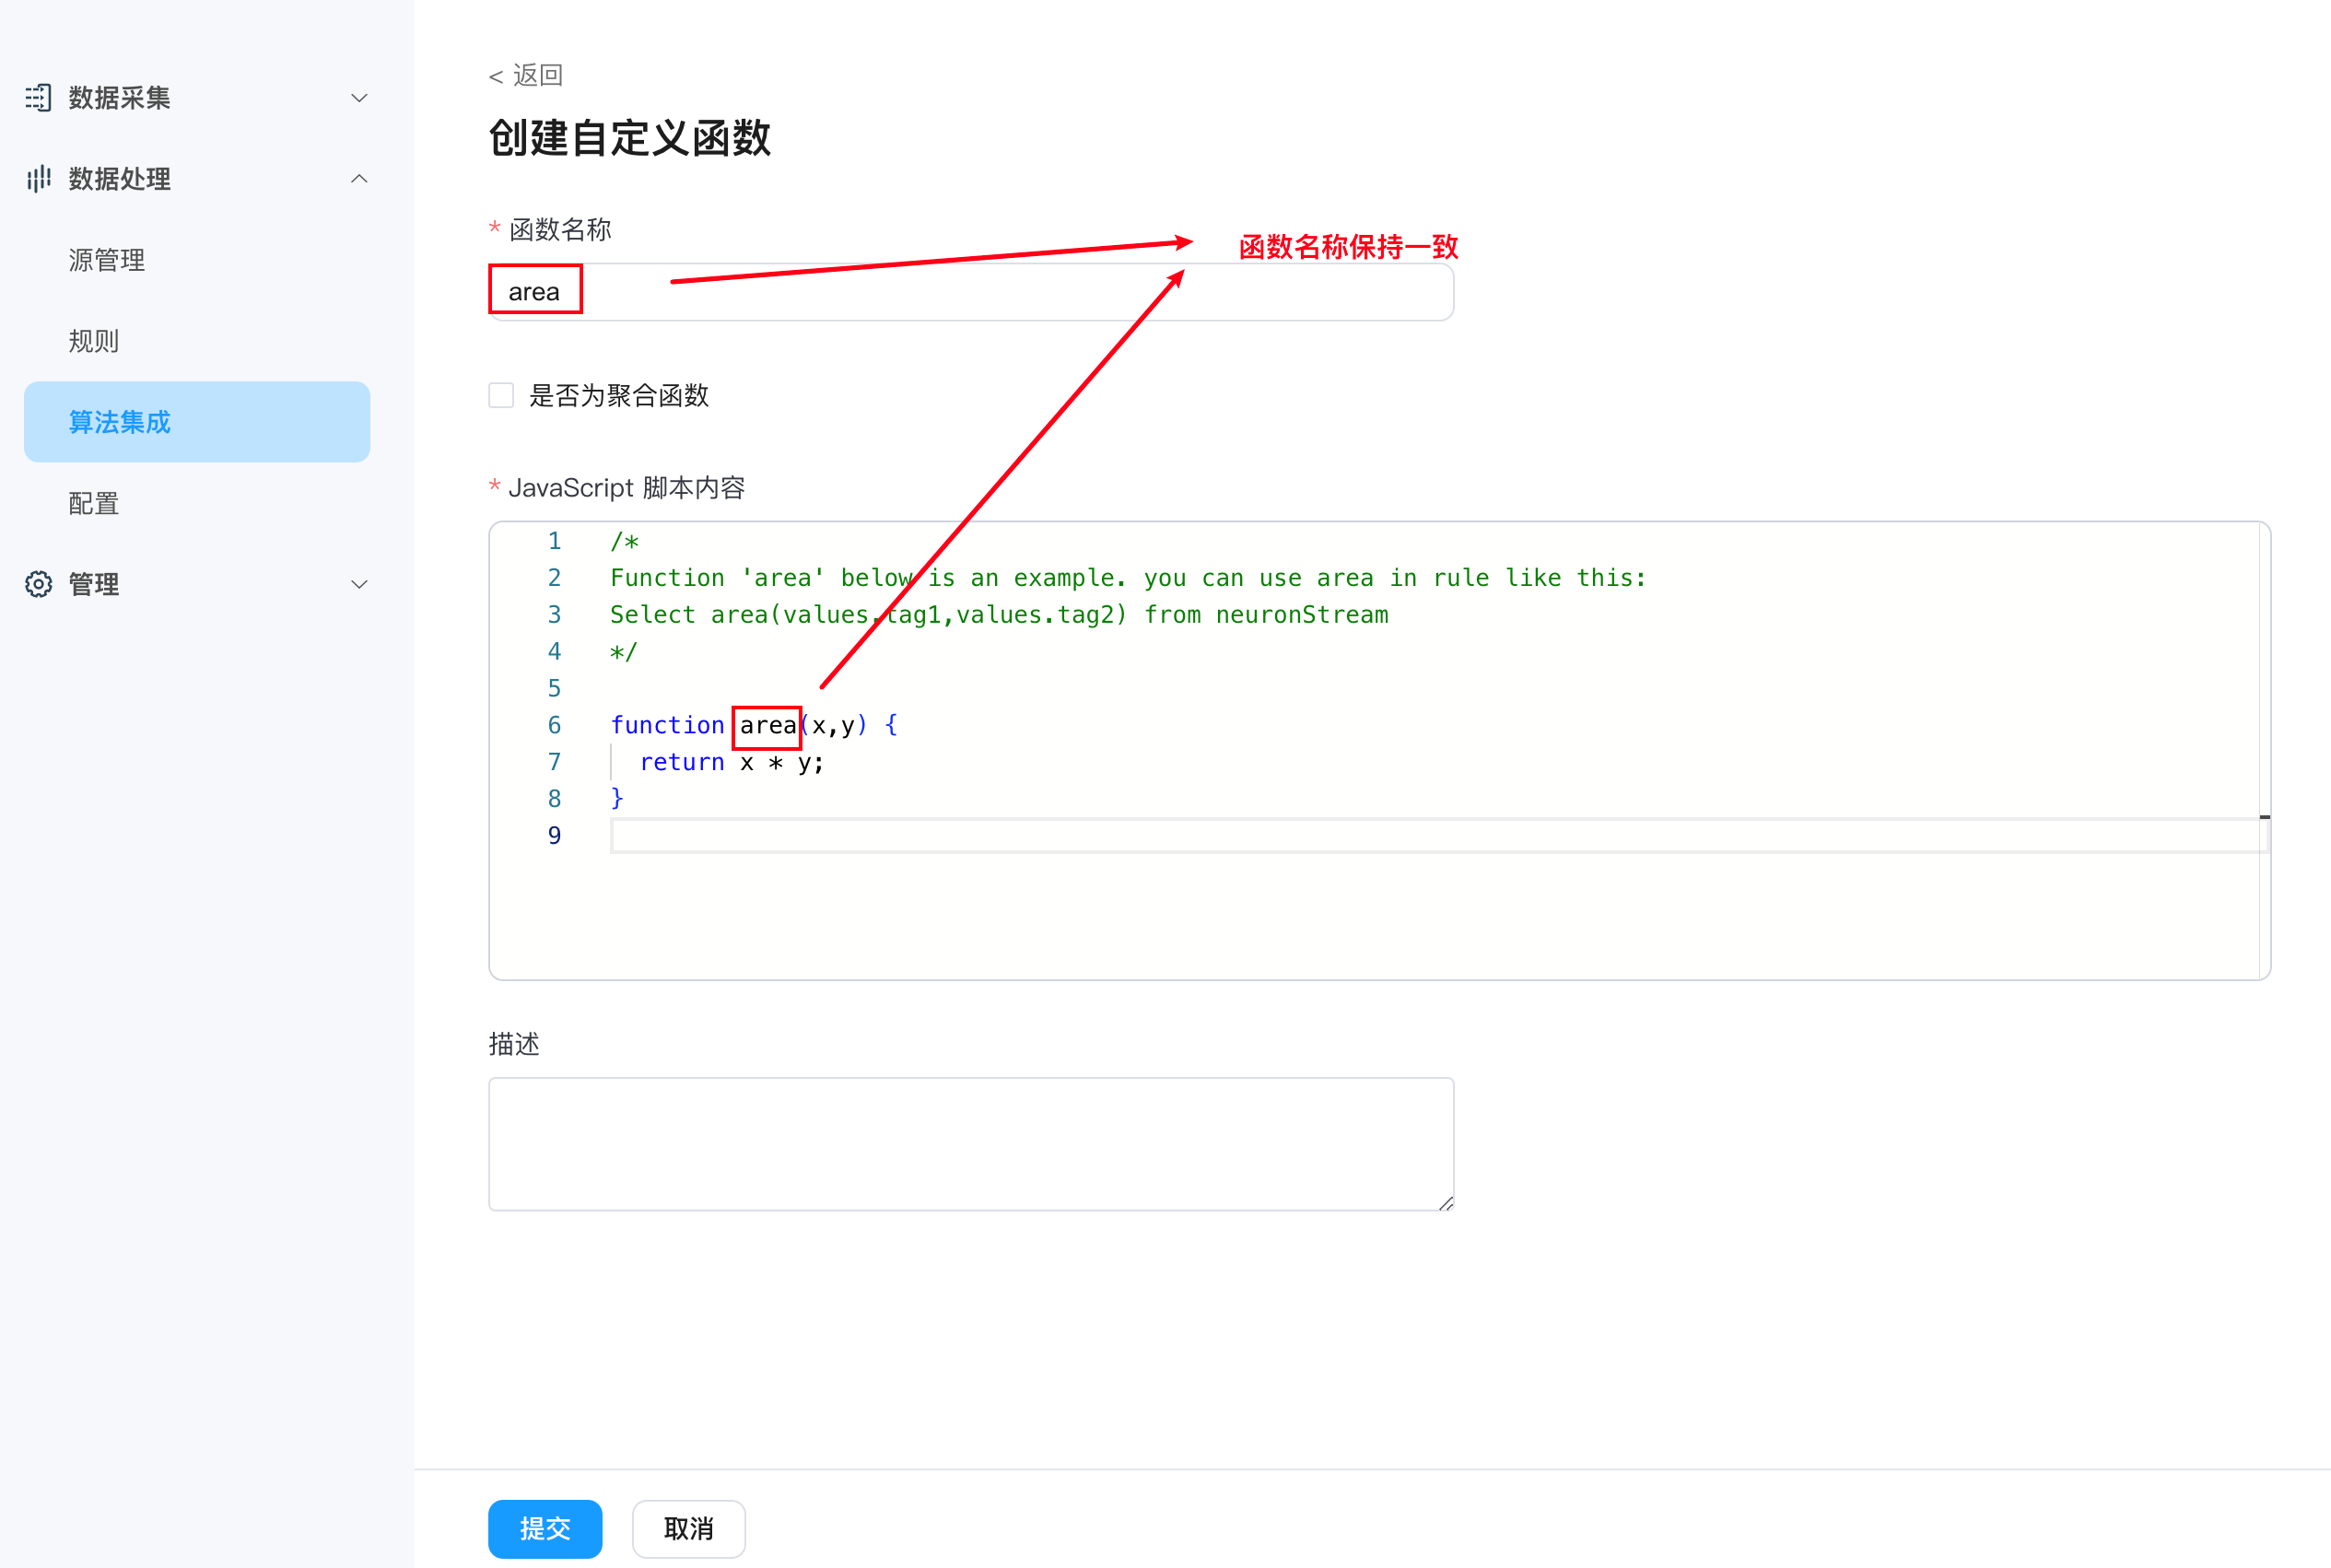 数据采集
数据处理
源管理
规则
算法集成
配置
管理
< 返回
创建自定义函数
* 函数名称
函数名称保持一致
area
是否为聚合函数
* JavaScript 脚本内容
1 /*
2 Function 'area' below is an example. you can use area in rule like this:
3 Select area(values.tag1,values.tag2) from neuronStream
4 */
5
6 function area(x,y) {
7 return x * y;
8 }
9
描述
提交
取消